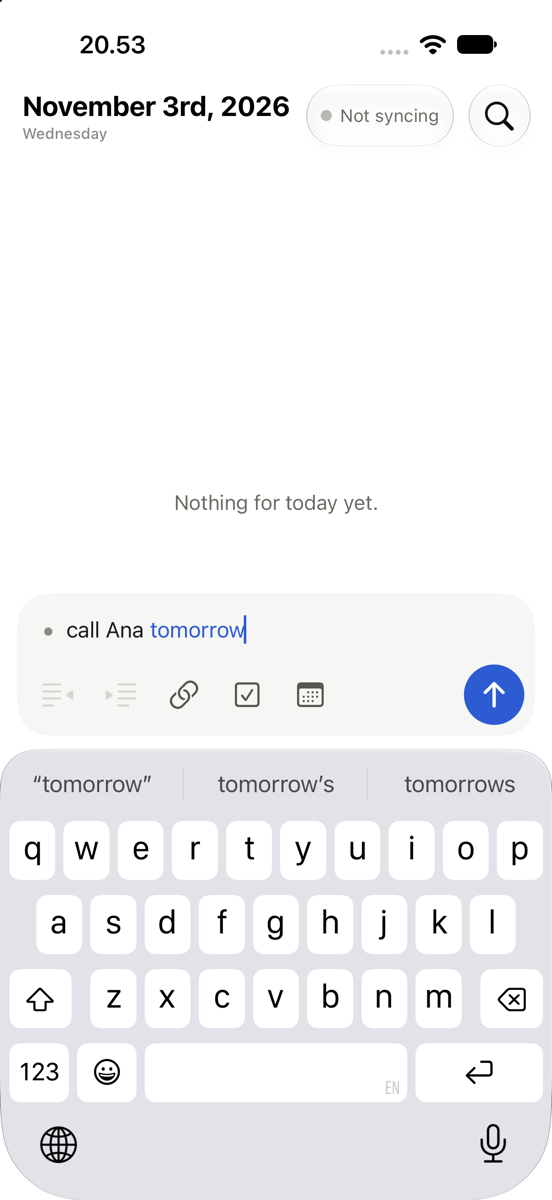 20.53
November 3rd, 2026
Wednesday
Not syncing
Nothing for today yet.
call Ana tomorrow
“tomorrow” tomorrow’s tomorrows
q w e r t y u i o p
a s d f g h j k l
z x c v b n m
123
EN